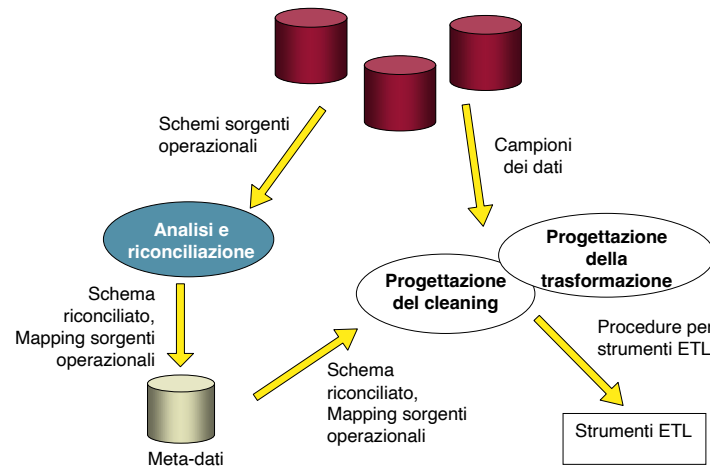 Schemi sorgenti
operazionali
Campioni
dei dati
Analisi e
riconciliazione
Progettazione
della
trasformazione
Progettazione
del cleaning
Schema
riconciliato,
Mapping sorgenti
operazionali
Procedure per
strumenti ETL
Schema
riconciliato,
Mapping sorgenti
operazionali
Strumenti ETL
Meta-dati